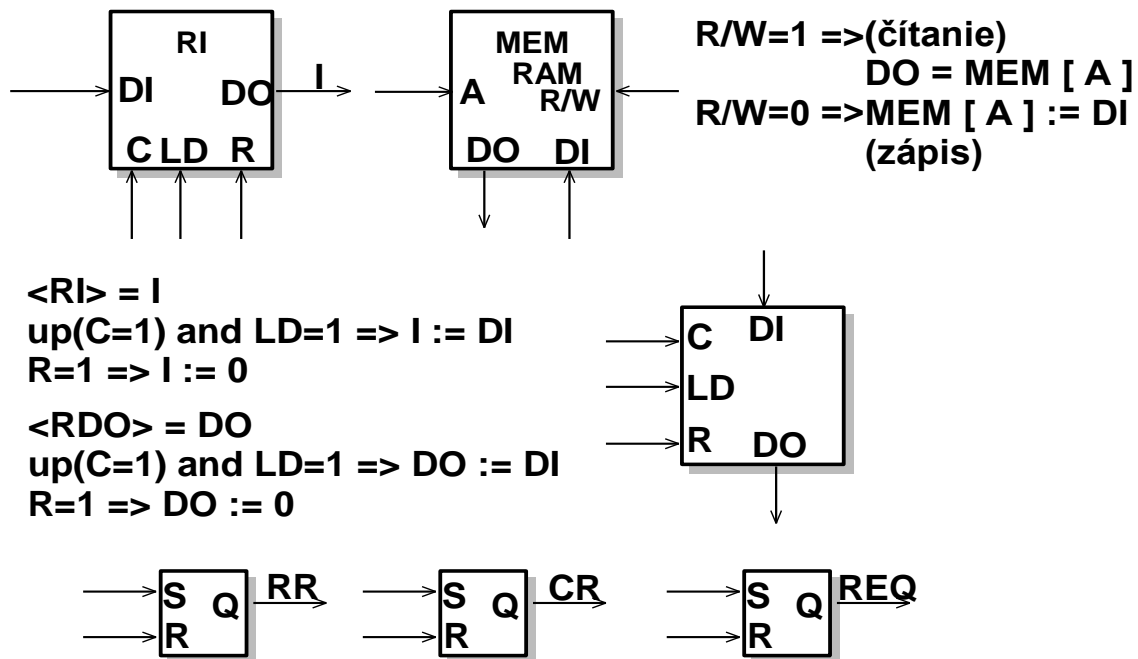 RI
DI DO
C LD R
I
MEM
RAM
A R/W
DO DI
R/W=1 =>(čítanie)
DO = MEM [ A ]
R/W=0 =>MEM [ A ] := DI
(zápis)
<RI> = I
up(C=1) and LD=1 => I := DI
R=1 => I := 0
<RDO> = DO
up(C=1) and LD=1 => DO := DI
R=1 => DO := 0
C DI
LD
R DO
S Q RR
R
S Q CR
R
S Q REQ
R